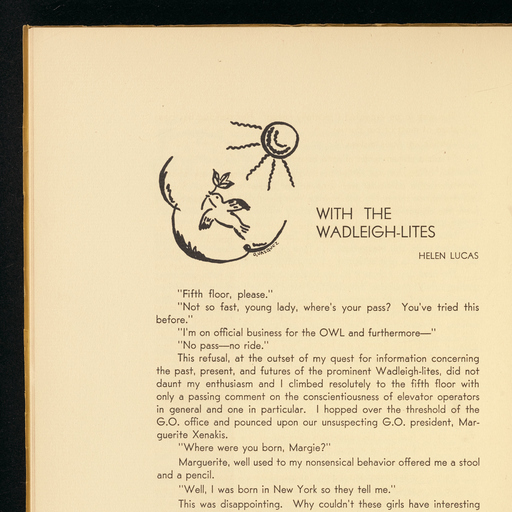 WITH THE
WADLEIGH-LITES
HELEN LUCAS
"Fifth floor, please."
"Not so fast, young lady, where's your pass? You've tried this
before."
"I'm on official business for the OWL and furthermore—"
"No pass—no ride."
This refusal, at the outset of my quest for information concerning
the past, present, and futures of the prominent Wadleigh-lites, did not
daunt my enthusiasm and I climbed resolutely to the fifth floor with
only a passing comment on the conscientiousness of elevator operators
in general and one in particular. I hopped over the threshold of the
G.O. office and pounced upon our unsuspecting G.O. president, Mar-
guerite Xenakis.
"Where were you born, Margie?"
Marguerite, well used to my nonsensical behavior offered me a stool
and a pencil.
"Well, I was born in New York so they tell me."
This was disappointing. Why couldn't these girls have interesting